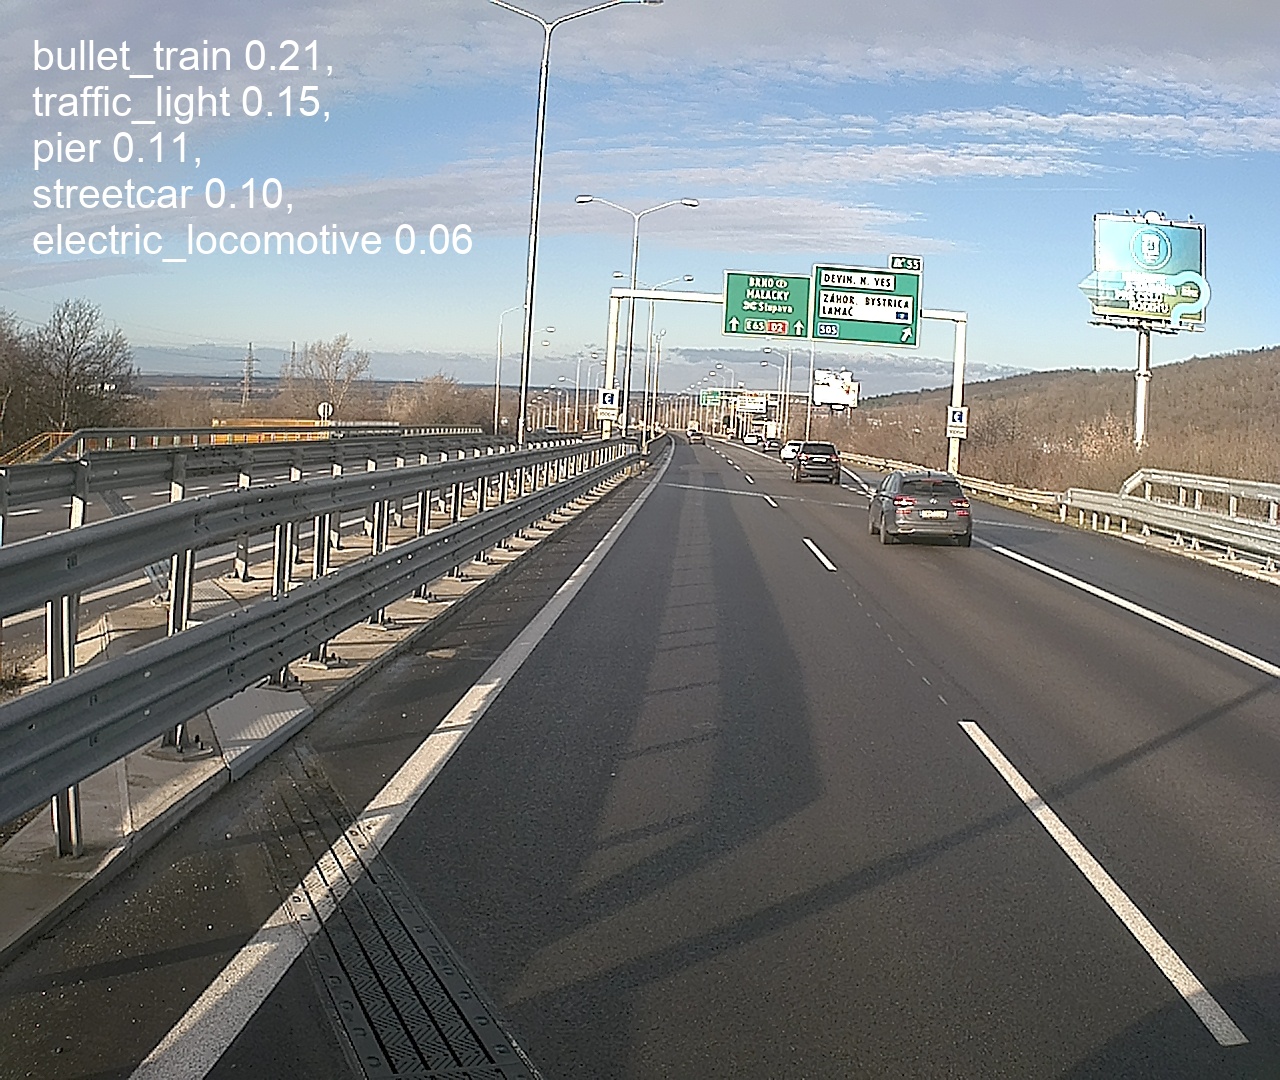 bullet_train 0.21,
traffic_light 0.15,
pier 0.11,
streetcar 0.10,
electric_locomotive 0.06
BRNO
MALACKY
Stupava
E65 D2
55
DEVÍN. N. VES
ZÁHOR. BYSTRICA
LAMAČ
505